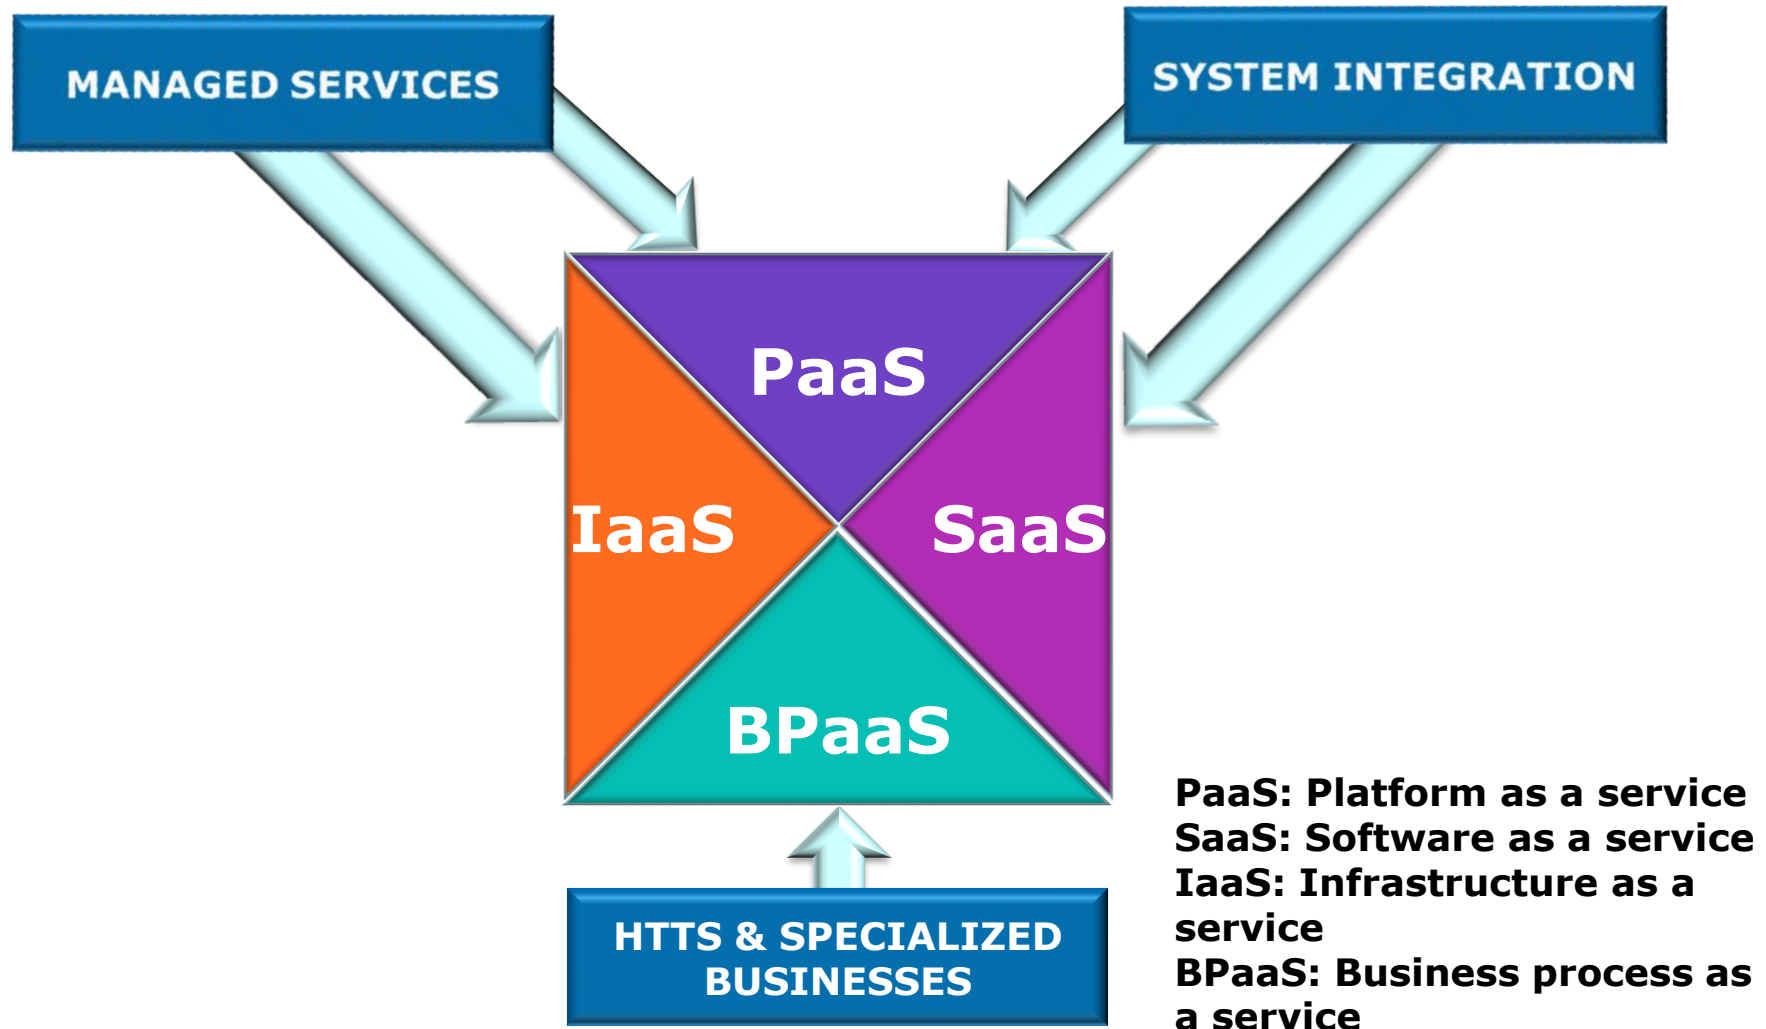 MANAGED SERVICES
SYSTEM INTEGRATION
PaaS
IaaS
SaaS
BPaaS
HTTS & SPECIALIZED
BUSINESSES
PaaS: Platform as a service
SaaS: Software as a service
IaaS: Infrastructure as a
service
BPaaS: Business process as
a service